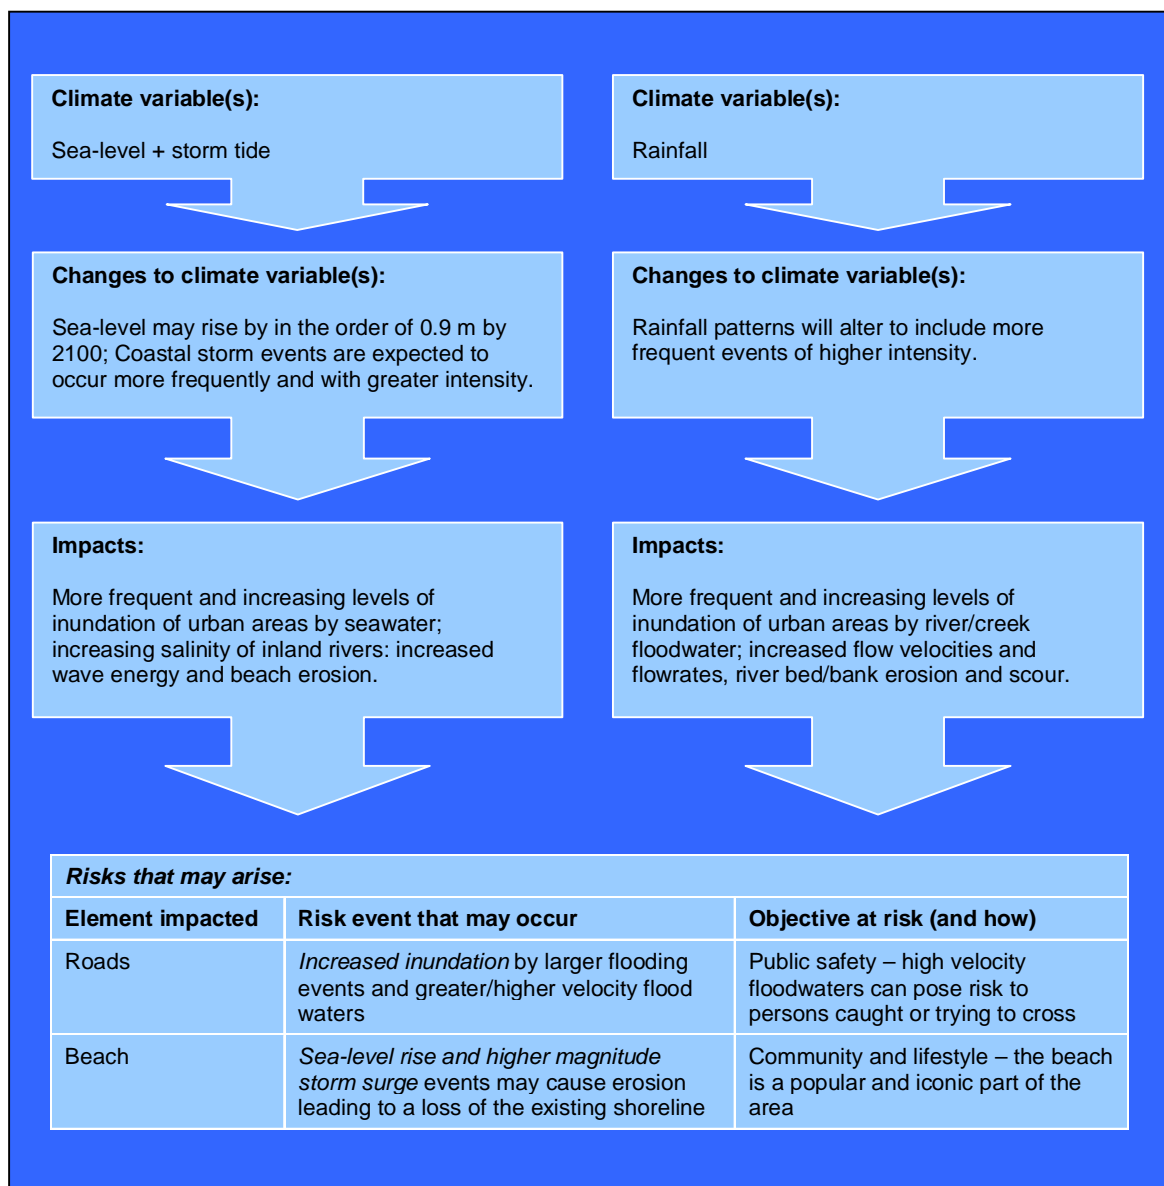 Climate variable(s):
Sea-level + storm tide
Climate variable(s):
Rainfall
Changes to climate variable(s):
Sea-level may rise by in the order of 0.9 m by
2100; Coastal storm events are expected to
occur more frequently and with greater intensity.
Changes to climate variable(s):
Rainfall patterns will alter to include more
frequent events of higher intensity.
Impacts:
More frequent and increasing levels of
inundation of urban areas by seawater;
increasing salinity of inland rivers: increased
wave energy and beach erosion.
Impacts:
More frequent and increasing levels of
inundation of urban areas by river/creek
floodwater; increased flow velocities and
flowrates, river bed/bank erosion and scour.
Risks that may arise:
Element impacted
Risk event that may occur
Objective at risk (and how)
Roads
Increased inundation by larger flooding
events and greater/higher velocity flood
waters
Public safety – high velocity
floodwaters can pose risk to
persons caught or trying to cross
Beach
Sea-level rise and higher magnitude
storm surge events may cause erosion
leading to a loss of the existing shoreline
Community and lifestyle – the beach
is a popular and iconic part of the
area